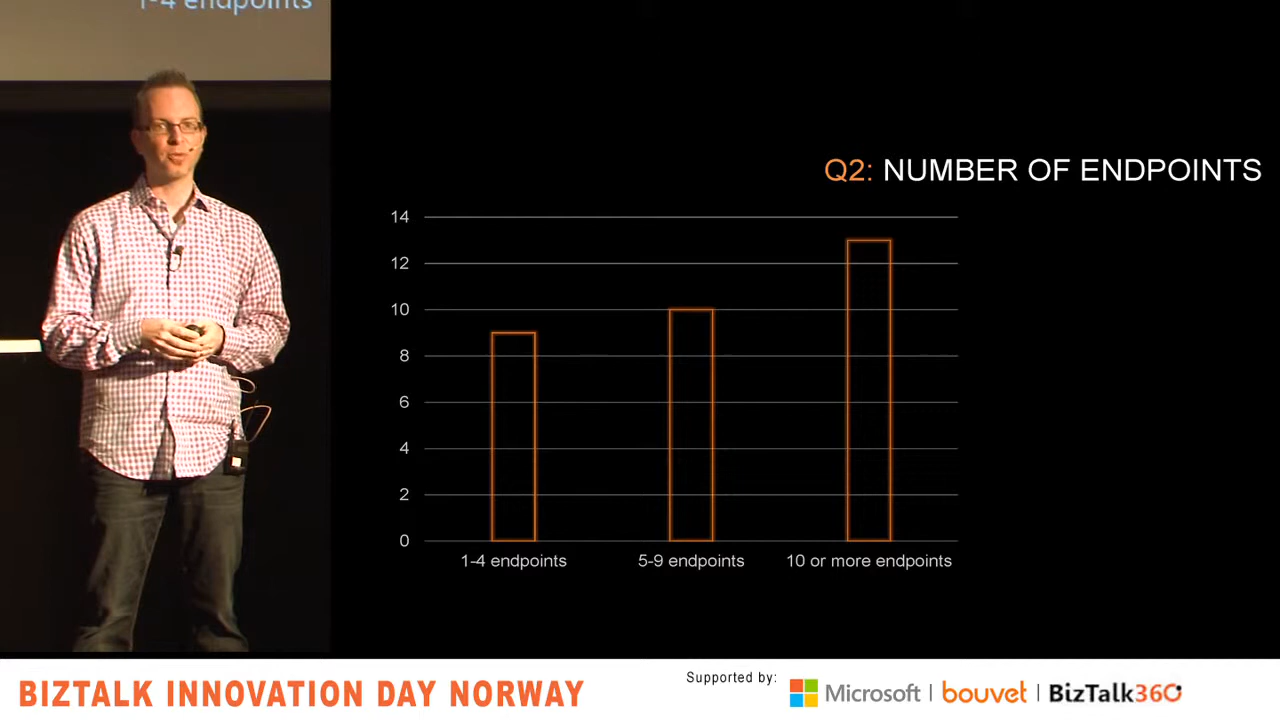 1-4 endpoints
Q2: NUMBER OF ENDPOINTS
14
12
10
8
6
4
2
0
1-4 endpoints
5-9 endpoints
10 or more endpoints
BIZTALK INNOVATION DAY NORWAY
Supported by:
Microsoft | bouvet | BizTalk360